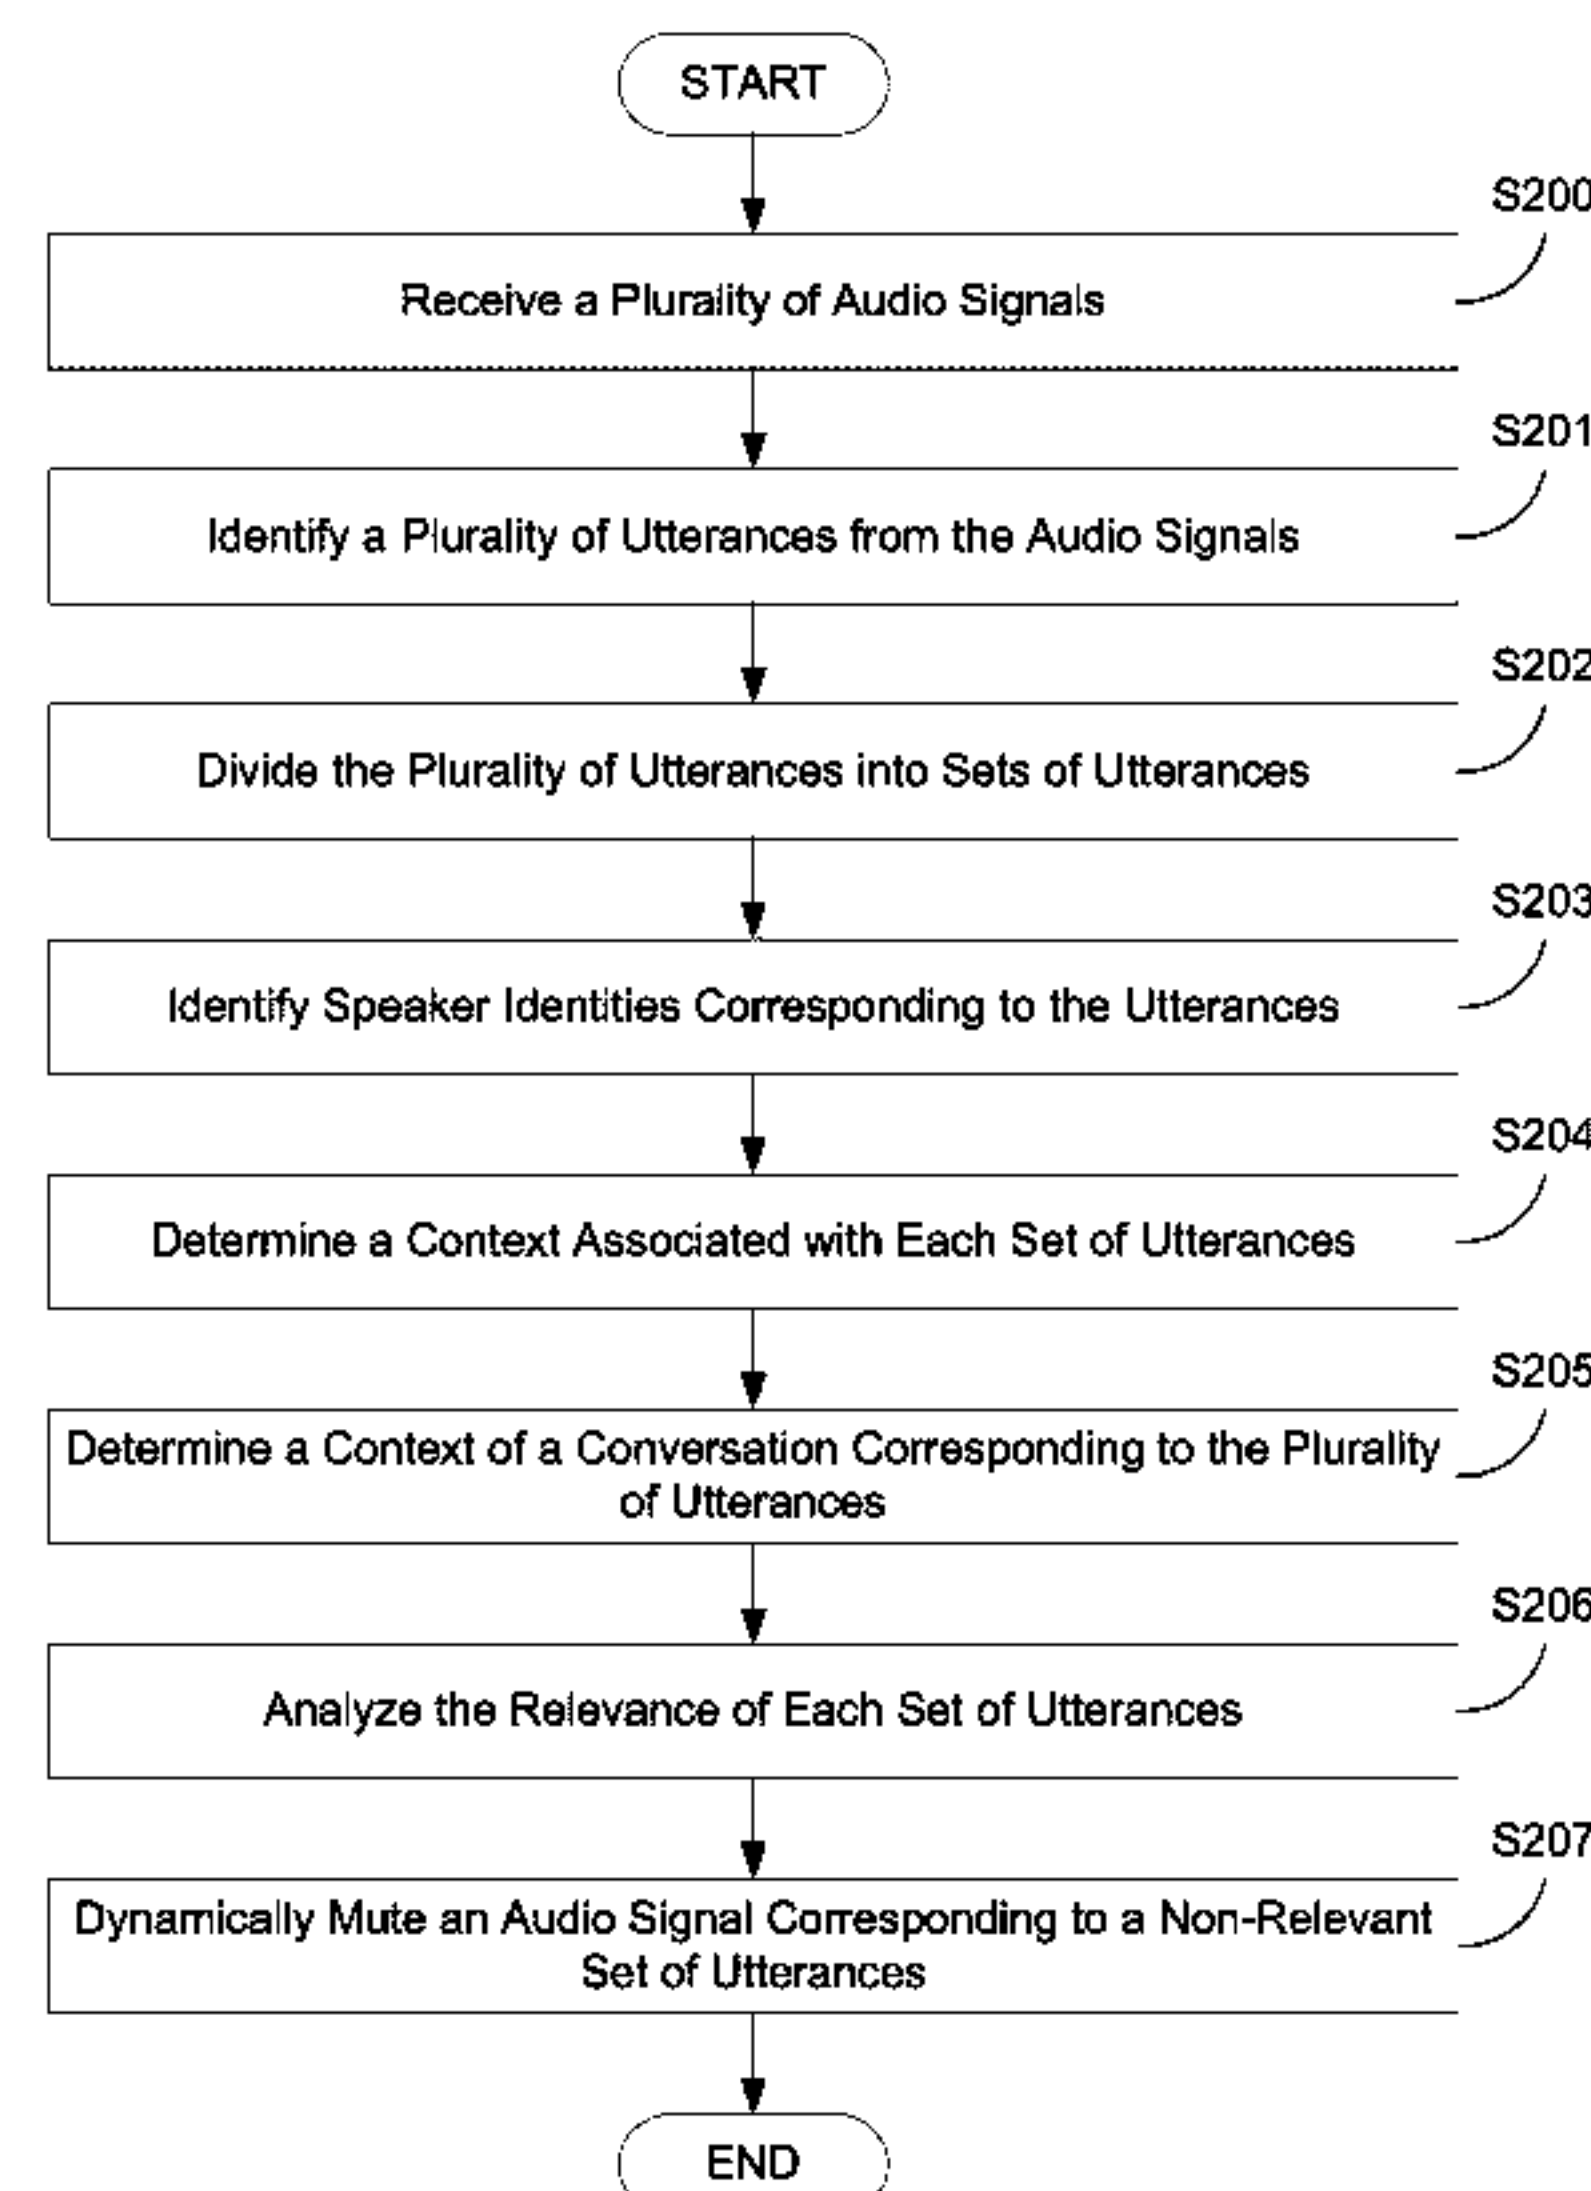 START
S200
Receive a Plurality of Audio Signals
S201
Identify a Plurality of Utterances from the Audio Signals
S202
Divide the Plurality of Utterances into Sets of Utterances
S203
Identify Speaker Identities Corresponding to the Utterances
S204
Determine a Context Associated with Each Set of Utterances
S205
Determine a Context of a Conversation Corresponding to the Plurality
of Utterances
S206
Analyze the Relevance of Each Set of Utterances
S207
Dynamically Mute an Audio Signal Corresponding to a Non-Relevant
Set of Utterances
END